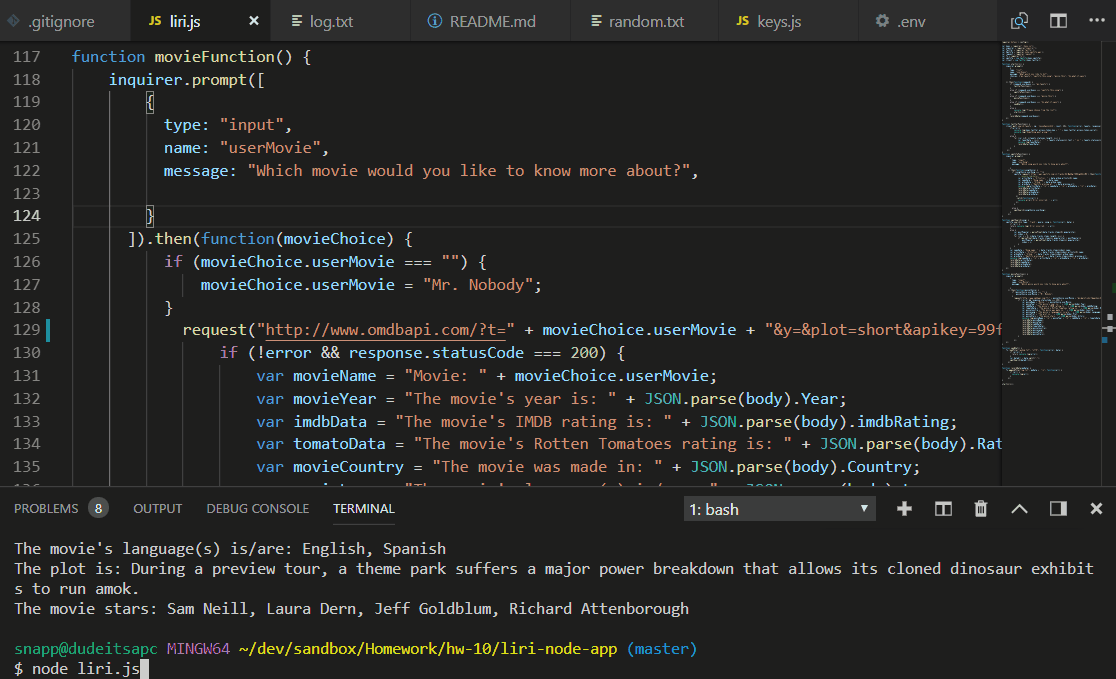 .gitignore JS liri.js × log.txt README.md random.txt JS keys.js .env
117 function movieFunction() {
118 inquirer.prompt([
119 {
120 type: "input",
121 name: "userMovie",
122 message: "Which movie would you like to know more about?",
123
124 }
125 ]).then(function(movieChoice) {
126 if (movieChoice.userMovie === "") {
127 movieChoice.userMovie = "Mr. Nobody";
128 }
129 request("http://www.omdbapi.com/?t=" + movieChoice.userMovie + "&y=&plot=short&apikey=99f
130 if (!error && response.statusCode === 200) {
131 var movieName = "Movie: " + movieChoice.userMovie;
132 var movieYear = "The movie's year is: " + JSON.parse(body).Year;
133 var imdbData = "The movie's IMDB rating is: " + JSON.parse(body).imdbRating;
134 var tomatoData = "The movie's Rotten Tomatoes rating is: " + JSON.parse(body).Rat
135 var movieCountry = "The movie was made in: " + JSON.parse(body).Country;
PROBLEMS 8 OUTPUT DEBUG CONSOLE TERMINAL 1: bash
The movie's language(s) is/are: English, Spanish
The plot is: During a preview tour, a theme park suffers a major power breakdown that allows its cloned dinosaur exhibit
s to run amok.
The movie stars: Sam Neill, Laura Dern, Jeff Goldblum, Richard Attenborough
snapp@dudeitsapc MINGW64 ~/dev/sandbox/Homework/hw-10/liri-node-app (master)
$ node liri.js